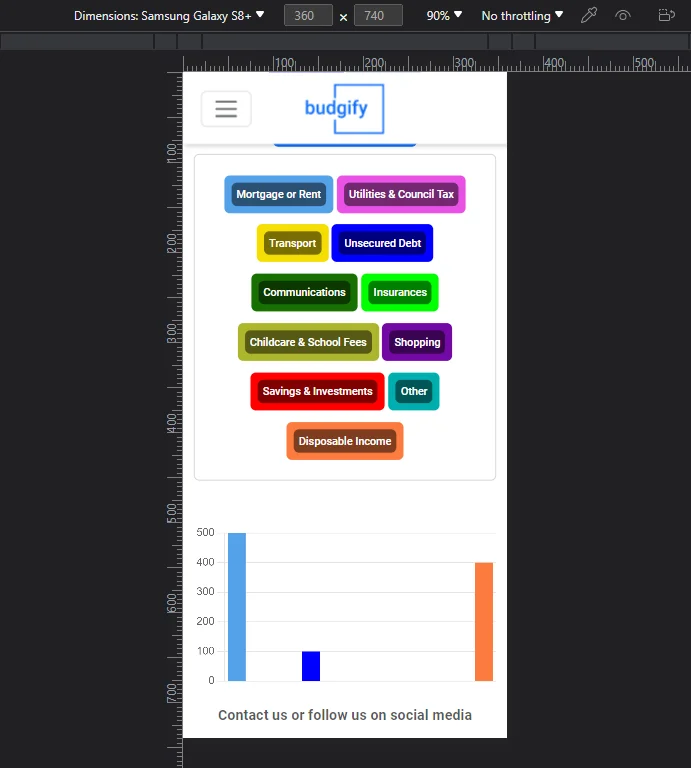 Dimensions: Samsung Galaxy S8+ 360 × 740 90% No throttling
100 200 300 400 500
budgify
100
Mortgage or Rent Utilities & Council Tax
200
Transport Unsecured Debt
Communications Insurances
300
Childcare & School Fees Shopping
Savings & Investments Other
400
Disposable Income
500
500
400
300
600
200
100
0
700
Contact us or follow us on social media